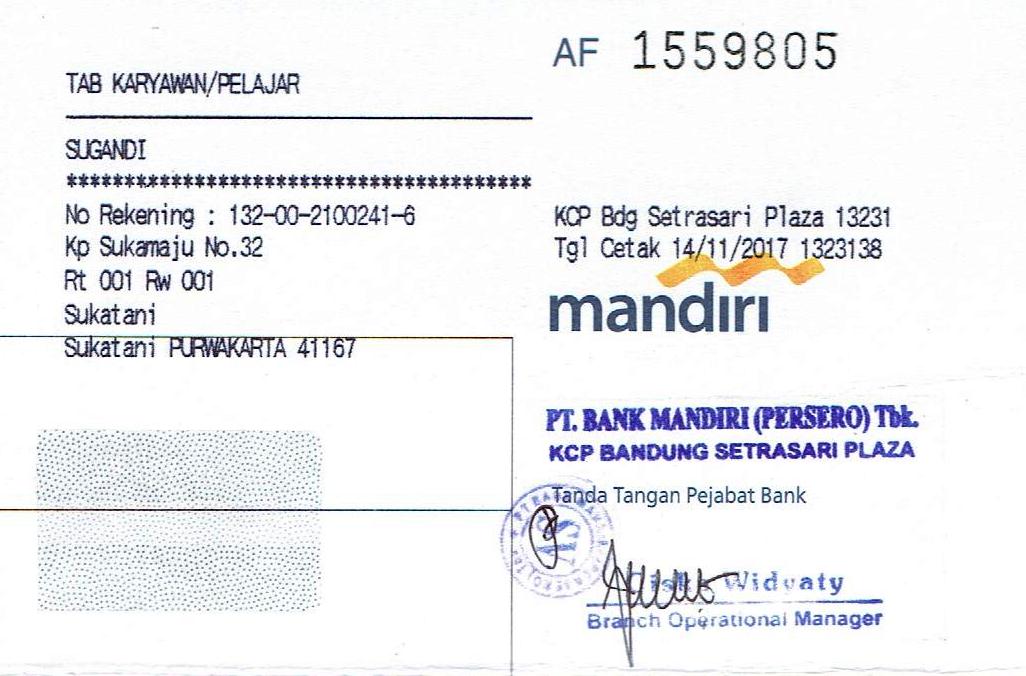 AF 1559805
TAB KARYAWAN/PELAJAR
SUGANDI
****************************************
No Rekening : 132-00-2100241-6
Kp Sukamaju No.32
Rt 001 Rw 001
Sukatani
Sukatani PURWAKARTA 41167
KCP Bdg Setrasari Plaza 13231
Tgl Cetak 14/11/2017 1323138
mandiri
PT. BANK MANDIRI (PERSERO) Tbk.
KCP BANDUNG SETRASARI PLAZA
Tanda Tangan Pejabat Bank
Widyaty
Branch Operational Manager